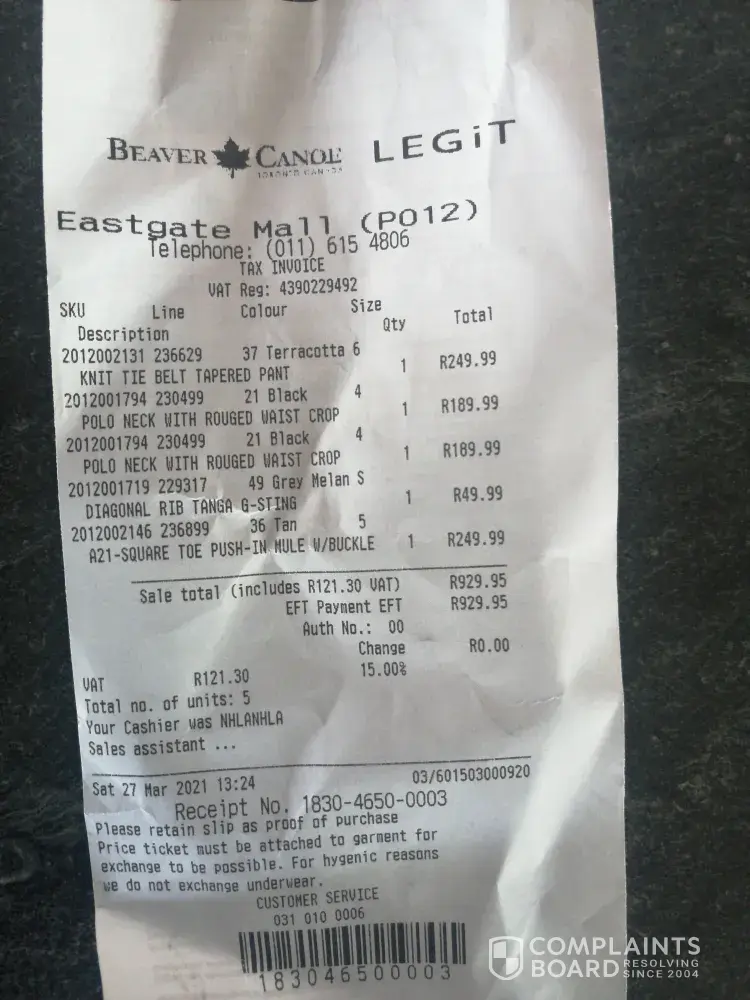 BEAVER CANOE LEGiT
TORONTO CANADA
Eastgate Mall (P012)
Telephone: (011) 615 4806
TAX INVOICE
VAT Reg: 4390229492
SKU Line Colour Size Qty Total
Description
2012002131 236629 37 Terracotta 6
KNIT TIE BELT TAPERED PANT 1 R249.99
2012001794 230499 21 Black 4
POLO NECK WITH ROUGED WAIST CROP 1 R189.99
2012001794 230499 21 Black 4
POLO NECK WITH ROUGED WAIST CROP 1 R189.99
2012001719 229317 49 Grey Melan S
DIAGONAL RIB TANGA G-STING 1 R49.99
2012002146 236899 36 Tan 5
A21-SQUARE TOE PUSH-IN MULE W/BUCKLE 1 R249.99
Sale total (includes R121.30 VAT) R929.95
EFT Payment EFT R929.95
Auth No.: 00
Change R0.00
VAT R121.30 15.00%
Total no. of units: 5
Your Cashier was NHLANHLA
Sales assistant ...
Sat 27 Mar 2021 13:24 03/601503000920
Receipt No. 1830-4650-0003
Please retain slip as proof of purchase
Price ticket must be attached to garment for
exchange to be possible. For hygenic reasons
we do not exchange underwear.
CUSTOMER SERVICE
031 010 0006
183046500003
COMPLAINTS
BOARD RESOLVING
SINCE 2004